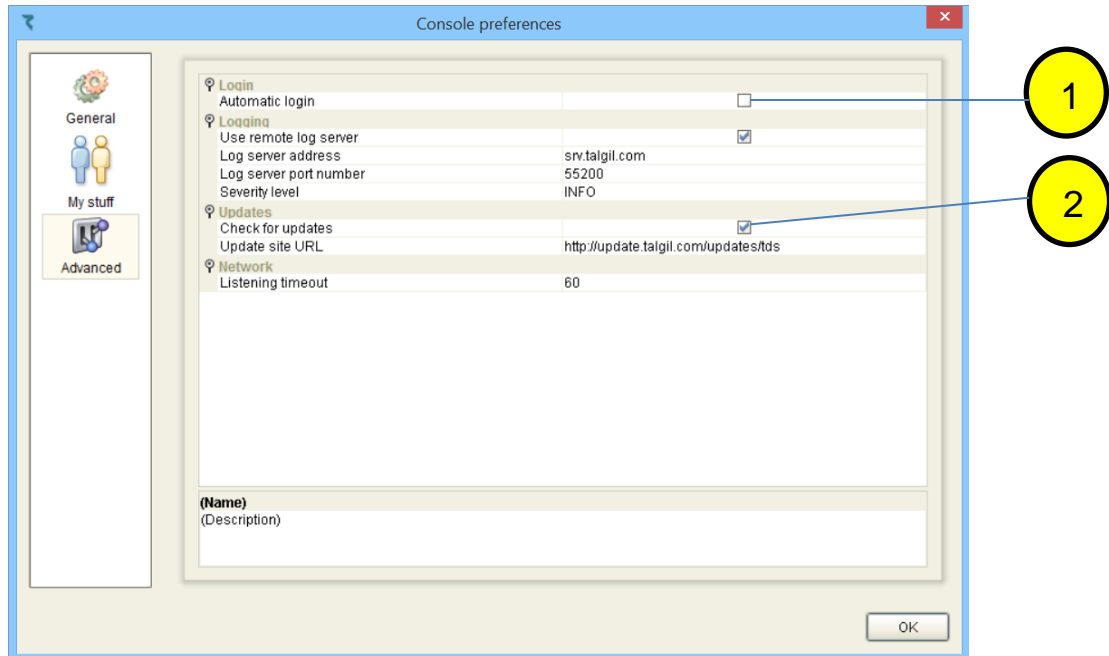 Console preferences
General
My stuff
Advanced
Login
Automatic login
Logging
Use remote log server
Log server address srv.talgil.com
Log server port number 55200
Severity level INFO
Updates
Check for updates
Update site URL http://update.talgil.com/updates/tds
Network
Listening timeout 60
(Name)
(Description)
OK
1
2